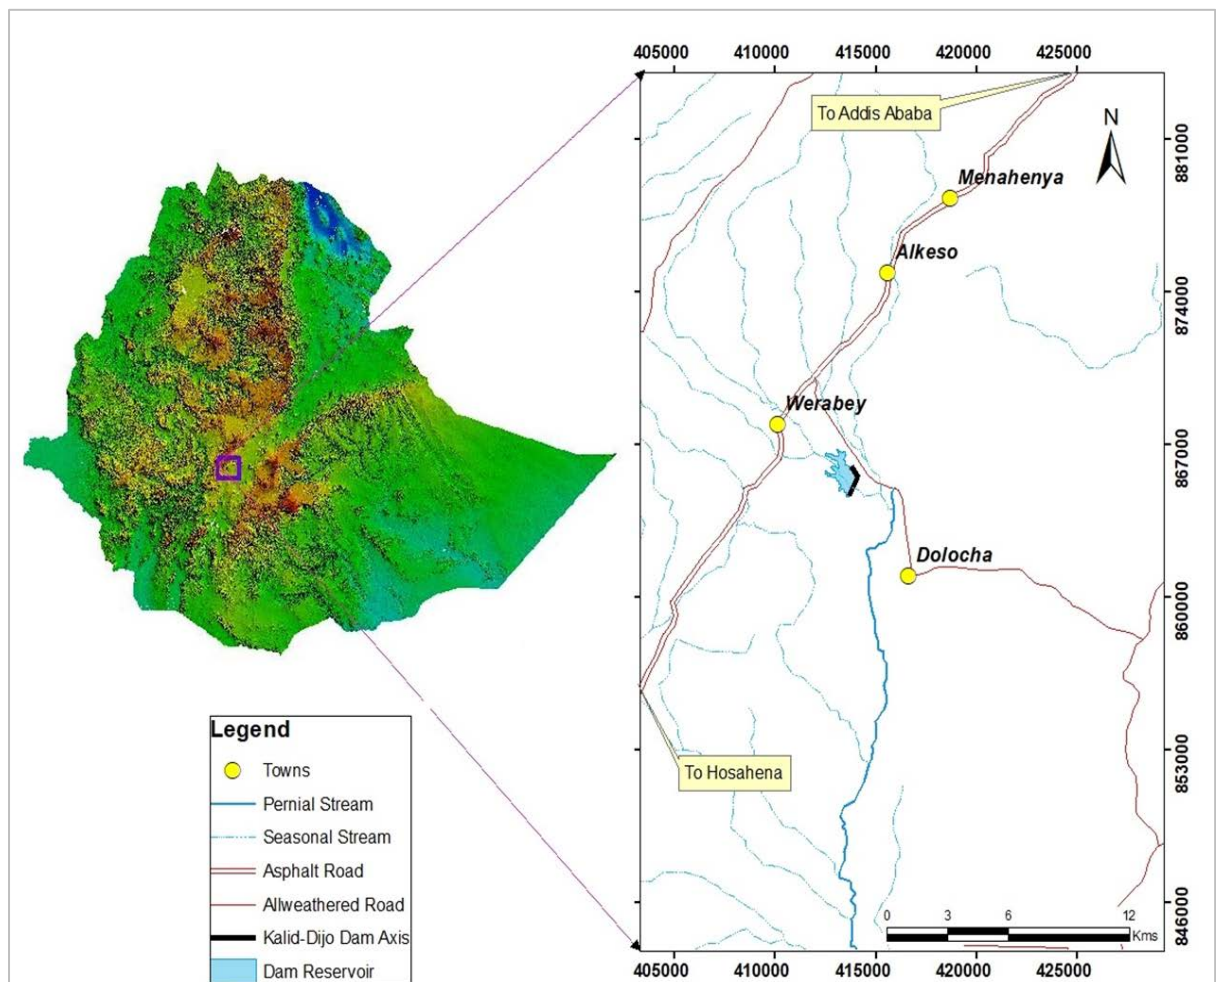 405000 410000 415000 420000 425000
To Addis Ababa
N
881000
Menahenya
Alkeso
874000
Werabey
867000
Dolocha
860000
To Hosahena
853000
846000
0 3 6 12
Kms
405000 410000 415000 420000 425000
Legend
Towns
Pernial Stream
Seasonal Stream
Asphalt Road
Allweathered Road
Kalid-Dijo Dam Axis
Dam Reservoir